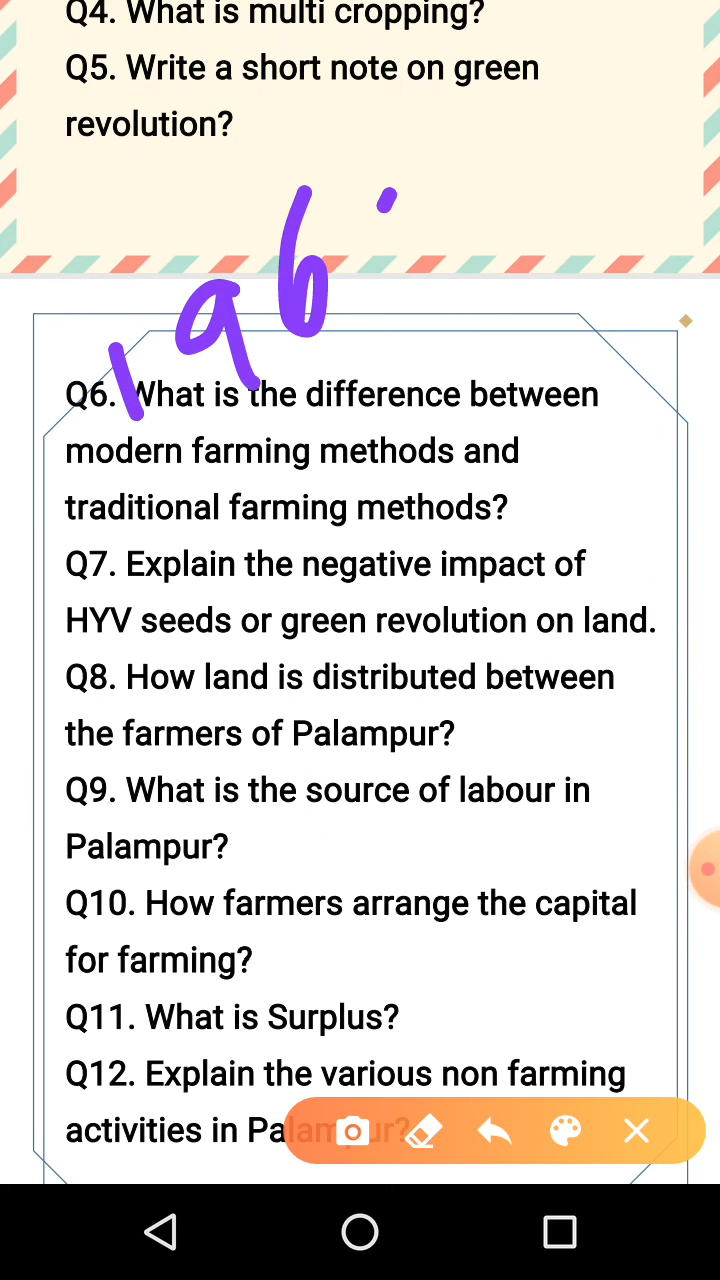 Q4. What is multi cropping?
Q5. Write a short note on green
revolution?
196
Q6. What is the difference between
modern farming methods and
traditional farming methods?
Q7. Explain the negative impact of
HYV seeds or green revolution on land.
Q8. How land is distributed between
the farmers of Palampur?
Q9. What is the source of labour in
Palampur?
Q10. How farmers arrange the capital
for farming?
Q11. What is Surplus?
Q12. Explain the various non farming
activities in Palampur?